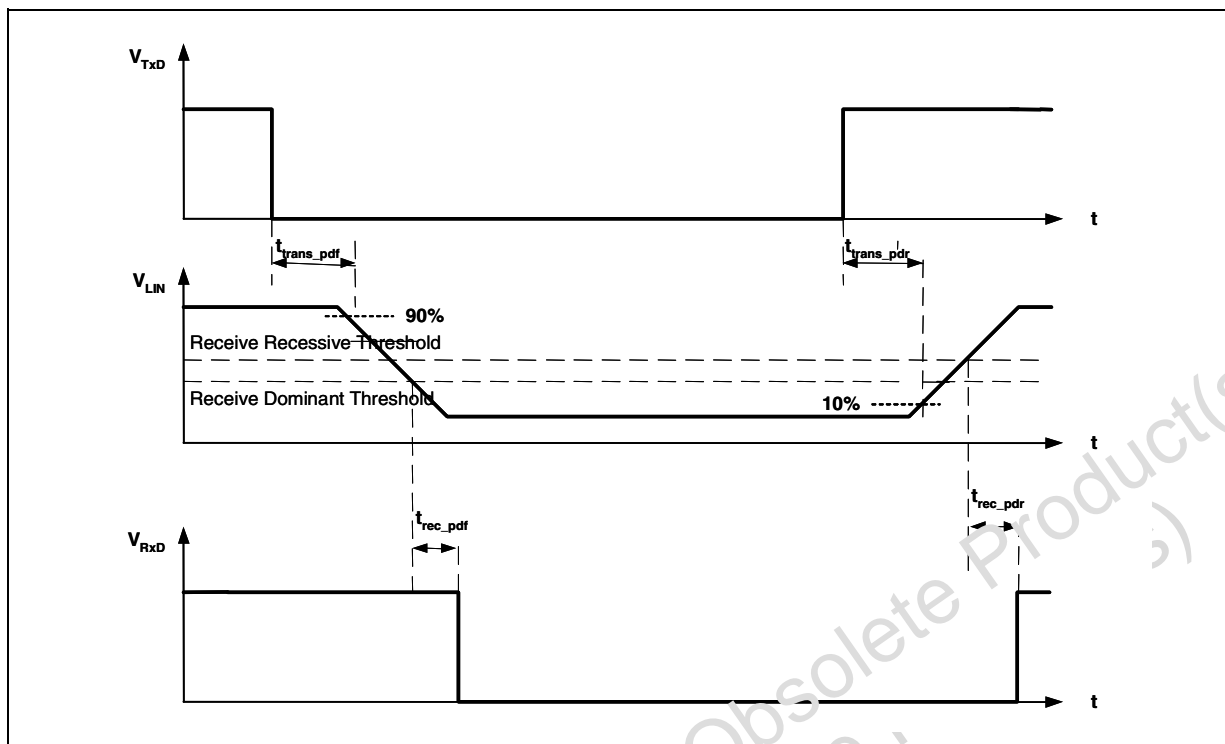 V_TxD
t
t_trans_pdf
t_trans_pdr
V_LIN
90%
Receive Recessive Threshold
Receive Dominant Threshold
10%
t
t_rec_pdf
t_rec_pdr
V_RxD
t
Obsolete Product(s
s)